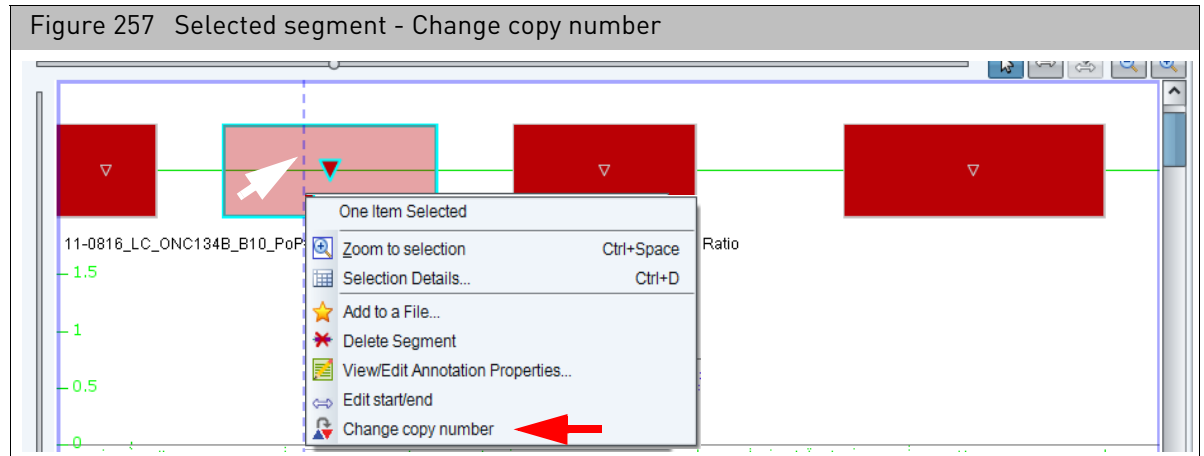 Figure 257 Selected segment - Change copy number
One Item Selected
11-0816_LC_ONC134B_B10_PoP
Ratio
Zoom to selection Ctrl+Space
1.5
Selection Details... Ctrl+D
Add to a File...
1
Delete Segment
View/Edit Annotation Properties...
0.5
Edit start/end
Change copy number
0